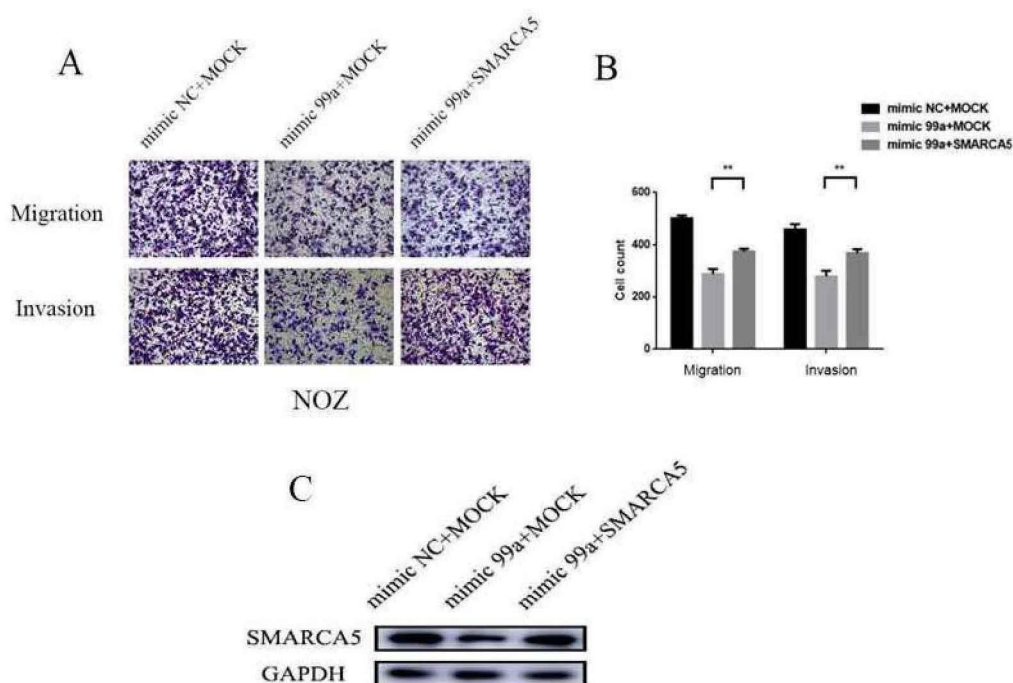 A
mimic NC+MOCK
mimic 99a+MOCK
mimic 99a+SMARCA5
Migration
Invasion
NOZ
B
mimic NC+MOCK
mimic 99a+MOCK
mimic 99a+SMARCA5
**
**
600
400
200
0
Cell count
Migration
Invasion
C
mimic NC+MOCK
mimic 99a+MOCK
mimic 99a+SMARCA5
SMARCA5
GAPDH